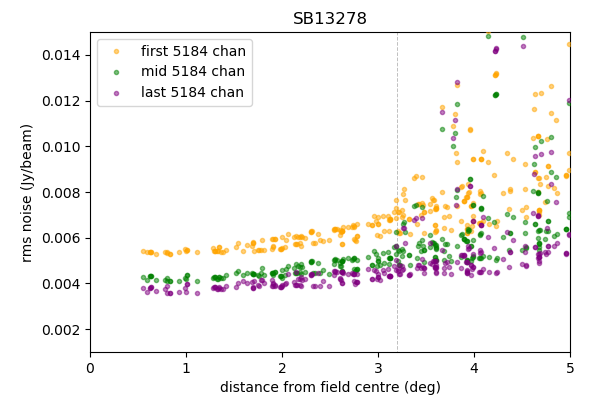 SB13278
0.014
0.012
0.010
0.008
0.006
0.004
0.002
rms noise (Jy/beam)
first 5184 chan
mid 5184 chan
last 5184 chan
0 1 2 3 4 5
distance from field centre (deg)